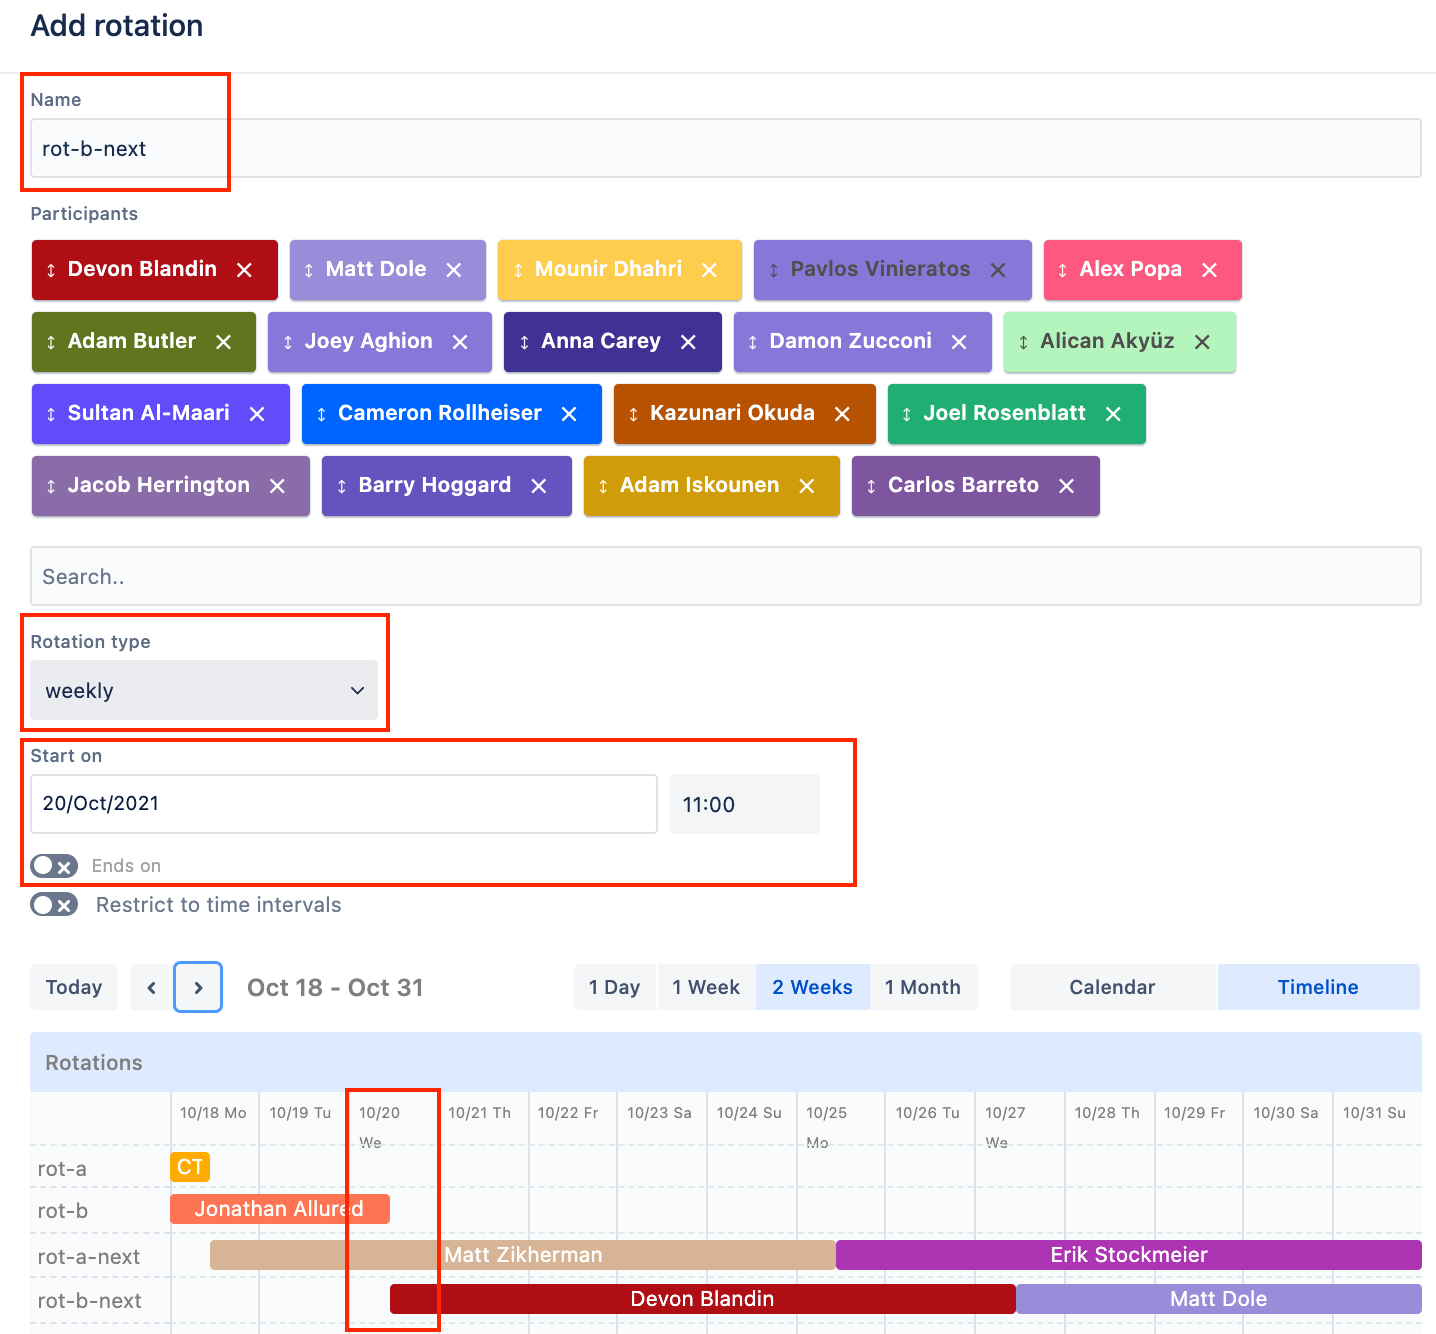 Add rotation
Name
rot-b-next
Participants
Devon Blandin Matt Dole Mounir Dhahri Pavlos Vinieratos Alex Popa
Adam Butler Joey Aghion Anna Carey Damon Zucconi Alican Akyüz
Sultan Al-Maari Cameron Rollheiser Kazunari Okuda Joel Rosenblatt
Jacob Herrington Barry Hoggard Adam Iskounen Carlos Barreto
Search..
Rotation type
weekly
Start on
20/Oct/2021 11:00
Ends on
Restrict to time intervals
Today Oct 18 - Oct 31 1 Day 1 Week 2 Weeks 1 Month Calendar Timeline
Rotations
10/18 Mo 10/19 Tu 10/20 We 10/21 Th 10/22 Fr 10/23 Sa 10/24 Su 10/25 Mo 10/26 Tu 10/27 We 10/28 Th 10/29 Fr 10/30 Sa 10/31 Su
rot-a CT
rot-b Jonathan Allured
rot-a-next Matt Zikherman Erik Stockmeier
rot-b-next Devon Blandin Matt Dole